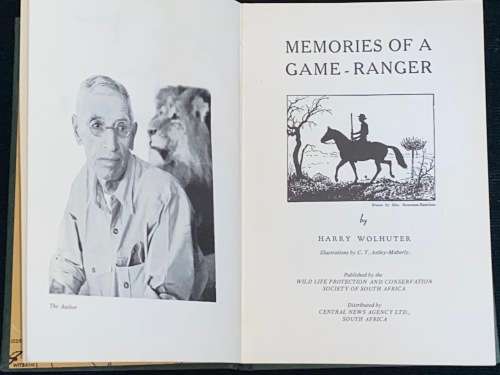 The Author
MEMORIES OF A
GAME-RANGER
by
HARRY WOLHUTER
Illustrations by C. T. Astley-Maberly.
Published by the
WILD LIFE PROTECTION AND CONSERVATION
SOCIETY OF SOUTH AFRICA
Distributed by
CENTRAL NEWS AGENCY LTD.,
SOUTH AFRICA